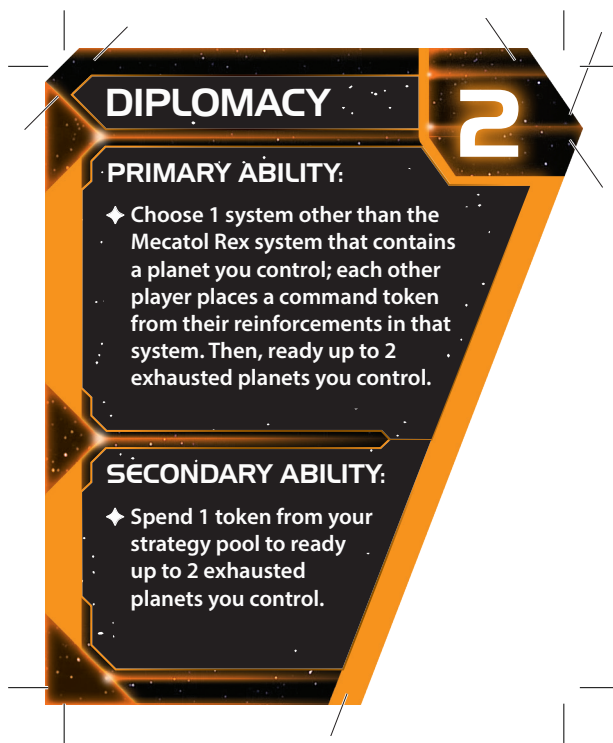 DIPLOMACY
2
PRIMARY ABILITY:
Choose 1 system other than the
Mecatol Rex system that contains
a planet you control; each other
player places a command token
from their reinforcements in that
system. Then, ready up to 2
exhausted planets you control.
SECONDARY ABILITY:
Spend 1 token from your
strategy pool to ready
up to 2 exhausted
planets you control.